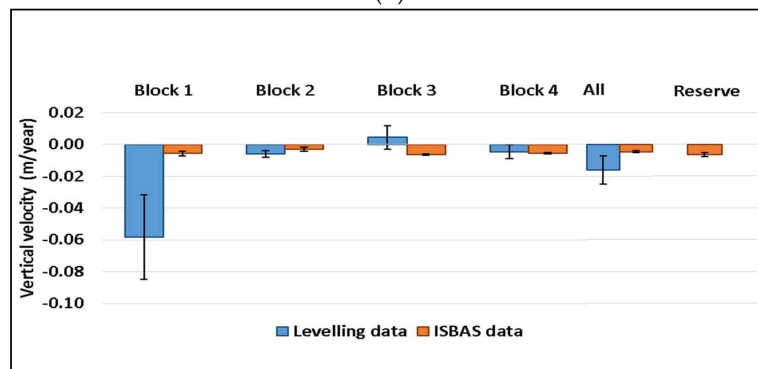 Block 1 Block 2 Block 3 Block 4 All Reserve
0.02
0.00
-0.02
-0.04
-0.06
-0.08
-0.10
Vertical velocity (m/year)
Levelling data ISBAS data